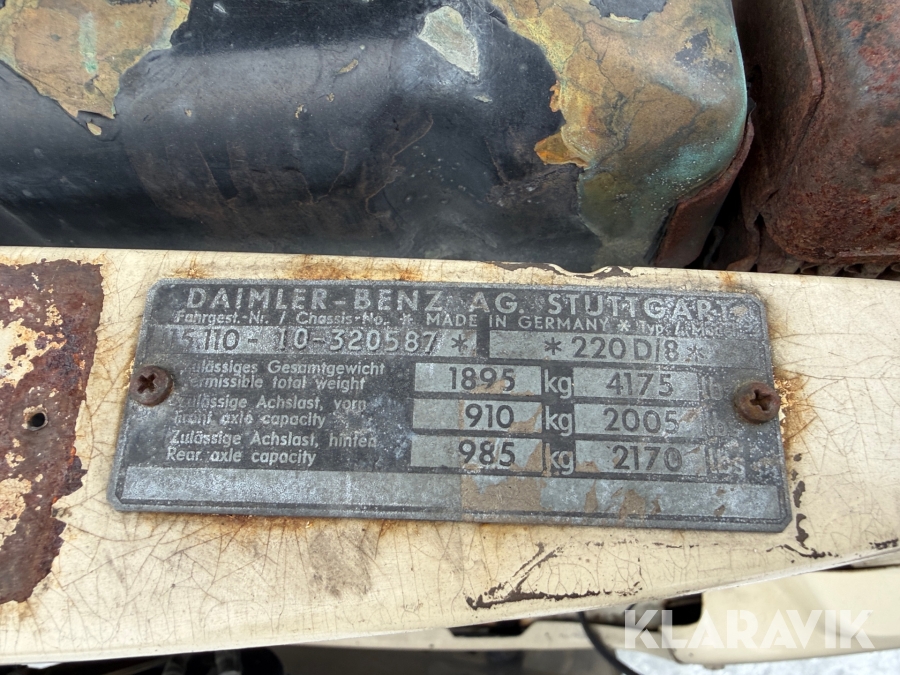 DAIMLER-BENZ AG. STUTTGART
Fahrgest.-Nr. / Chassis-No. * MADE IN GERMANY * Typ /
110-10-320587* *220D/8*
zulässiges Gesamtgewicht
permissible total weight 1895 kg 4175
zulässige Achslast, vorn
front axle capacity 910 kg 2005
Zulässige Achslast, hinten
Rear axle capacity 985 kg 2170 lbs
KLARAVIK